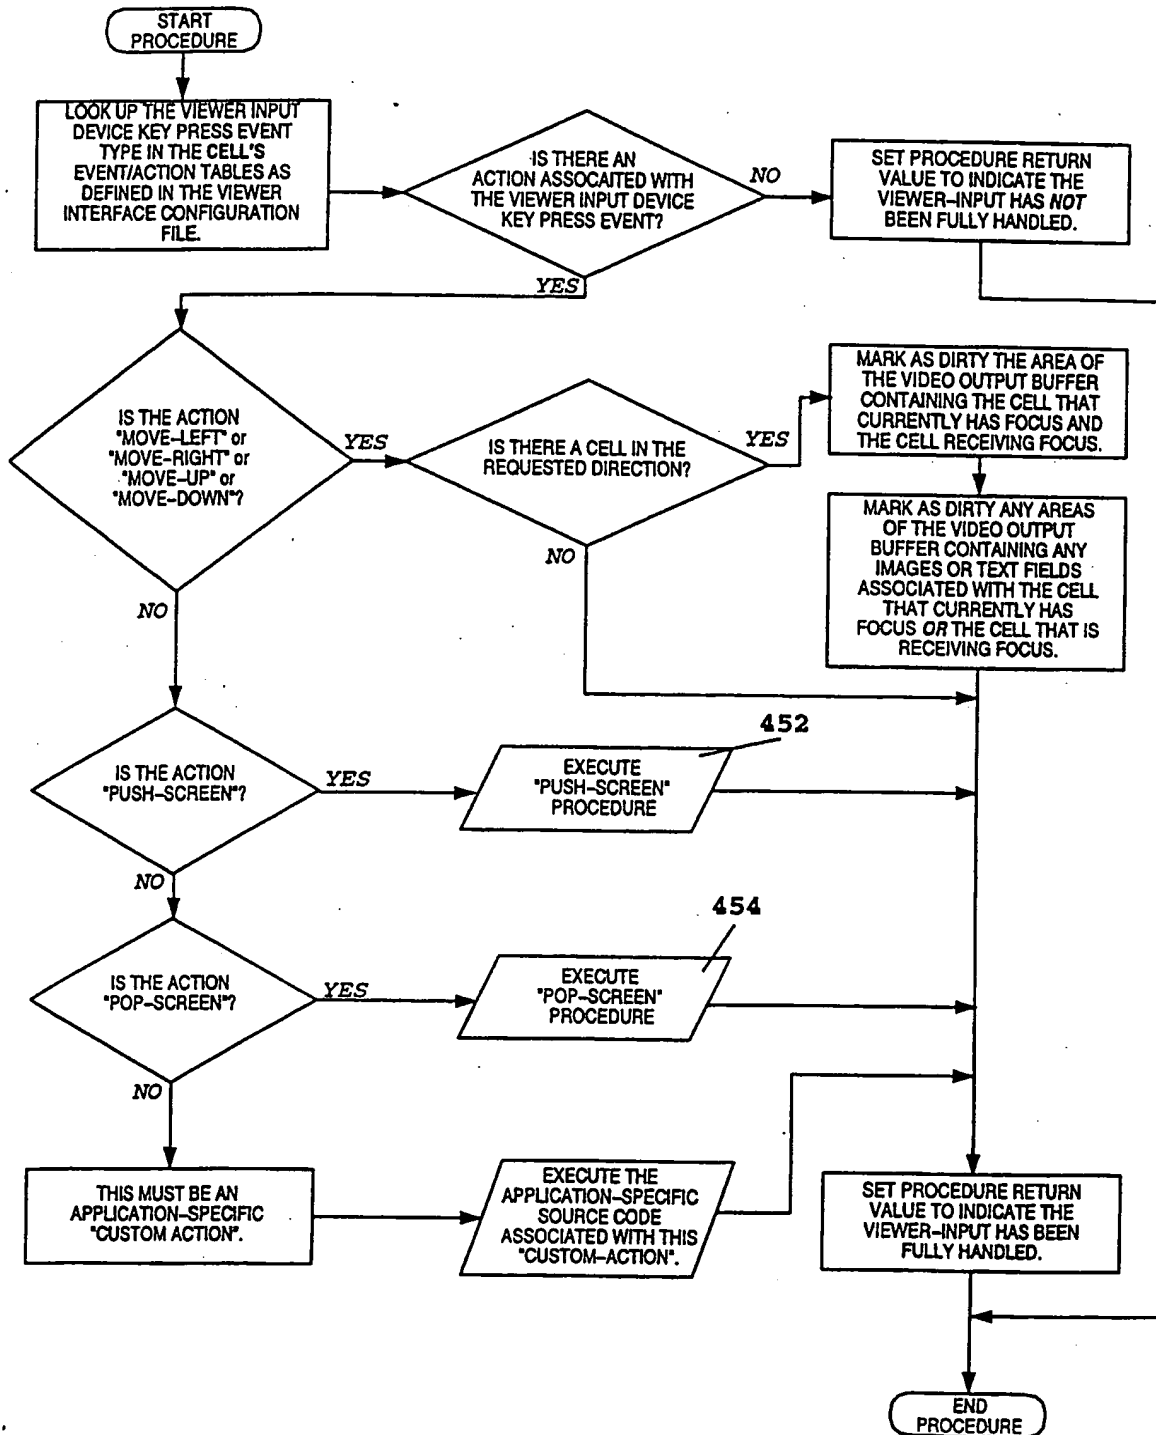 START
PROCEDURE
LOOK UP THE VIEWER INPUT
DEVICE KEY PRESS EVENT
TYPE IN THE CELL'S
EVENT/ACTION TABLES AS
DEFINED IN THE VIEWER
INTERFACE CONFIGURATION
FILE.
IS THERE AN
ACTION ASSOCAITED WITH
THE VIEWER INPUT DEVICE
KEY PRESS EVENT?
NO
SET PROCEDURE RETURN
VALUE TO INDICATE THE
VIEWER-INPUT HAS NOT
BEEN FULLY HANDLED.
YES
IS THE ACTION
"MOVE-LEFT" or
"MOVE-RIGHT" or
"MOVE-UP" or
"MOVE-DOWN"?
YES
IS THERE A CELL IN THE
REQUESTED DIRECTION?
YES
MARK AS DIRTY THE AREA OF
THE VIDEO OUTPUT BUFFER
CONTAINING THE CELL THAT
CURRENTLY HAS FOCUS AND
THE CELL RECEIVING FOCUS.
MARK AS DIRTY ANY AREAS
OF THE VIDEO OUTPUT
BUFFER CONTAINING ANY
IMAGES OR TEXT FIELDS
ASSOCIATED WITH THE CELL
THAT CURRENTLY HAS
FOCUS OR THE CELL THAT IS
RECEIVING FOCUS.
NO
NO
IS THE ACTION
"PUSH-SCREEN"?
YES
EXECUTE
"PUSH-SCREEN"
PROCEDURE
452
NO
IS THE ACTION
"POP-SCREEN"?
YES
EXECUTE
"POP-SCREEN"
PROCEDURE
454
NO
THIS MUST BE AN
APPLICATION-SPECIFIC
"CUSTOM ACTION".
EXECUTE THE
APPLICATION-SPECIFIC
SOURCE CODE
ASSOCIATED WITH THIS
"CUSTOM-ACTION".
SET PROCEDURE RETURN
VALUE TO INDICATE THE
VIEWER-INPUT HAS BEEN
FULLY HANDLED.
END
PROCEDURE